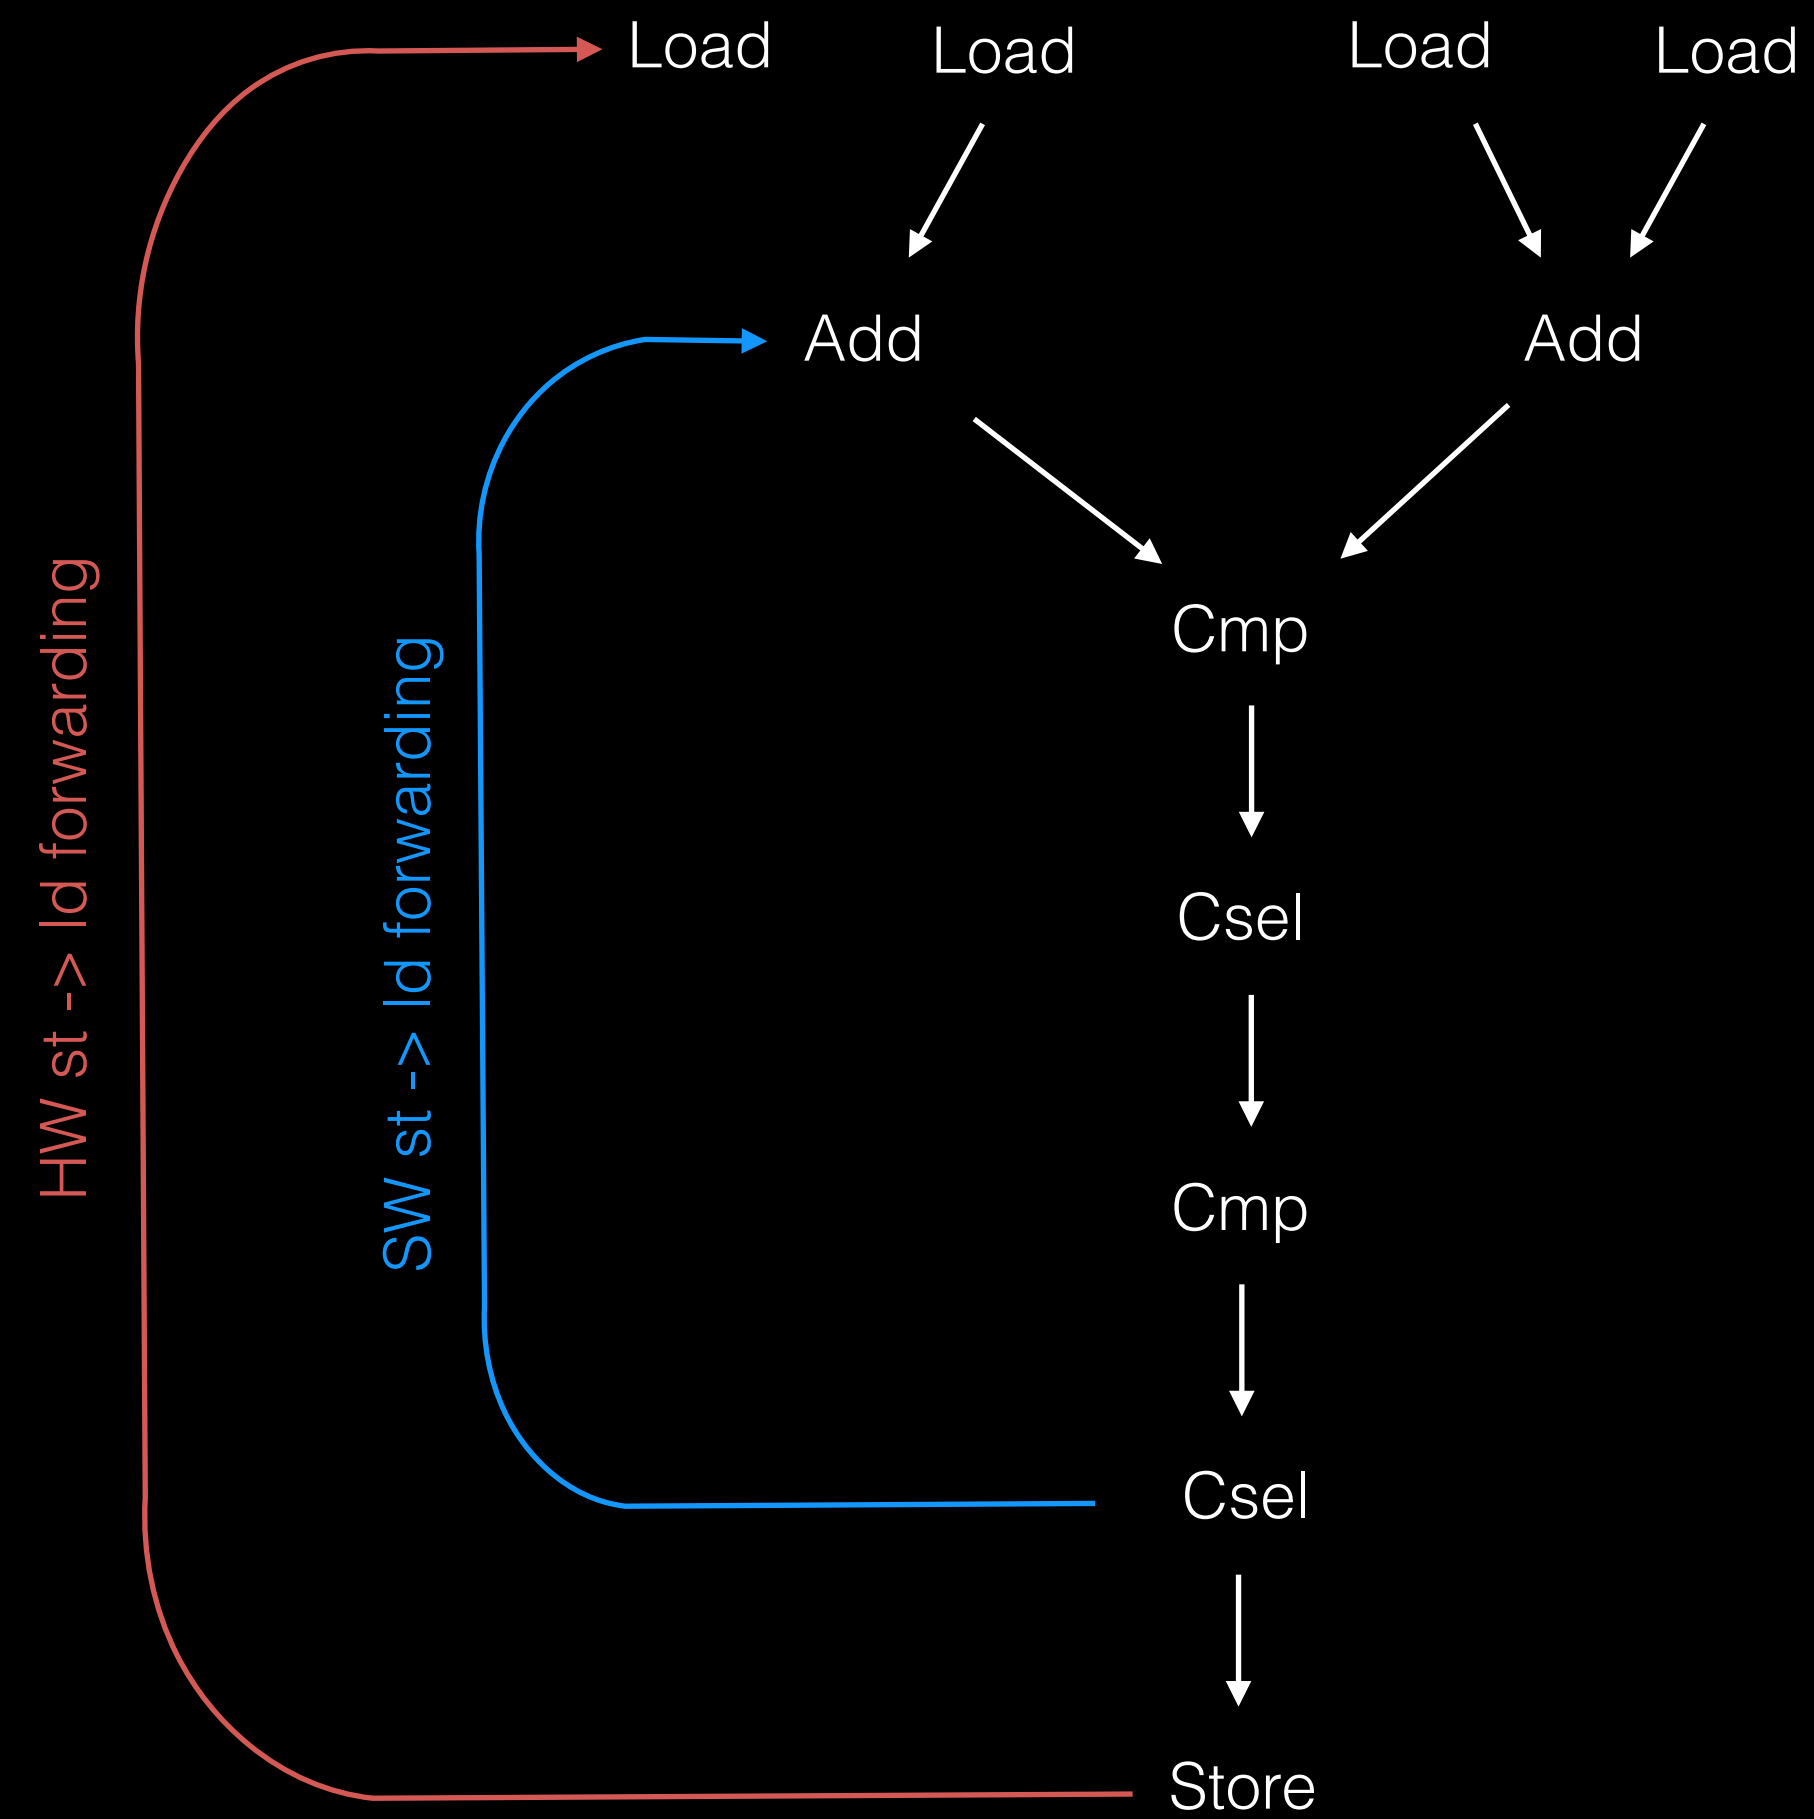 Load Load Load Load
Add Add
Cmp
Csel
Cmp
Csel
Store
HW st -> ld forwarding
SW st -> ld forwarding